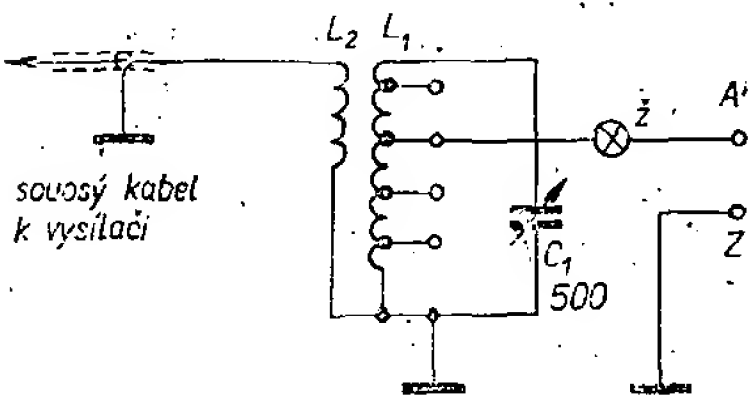 L₂ L₁
ž
A
souosý kabel
k vysílači
C₁
500
Z